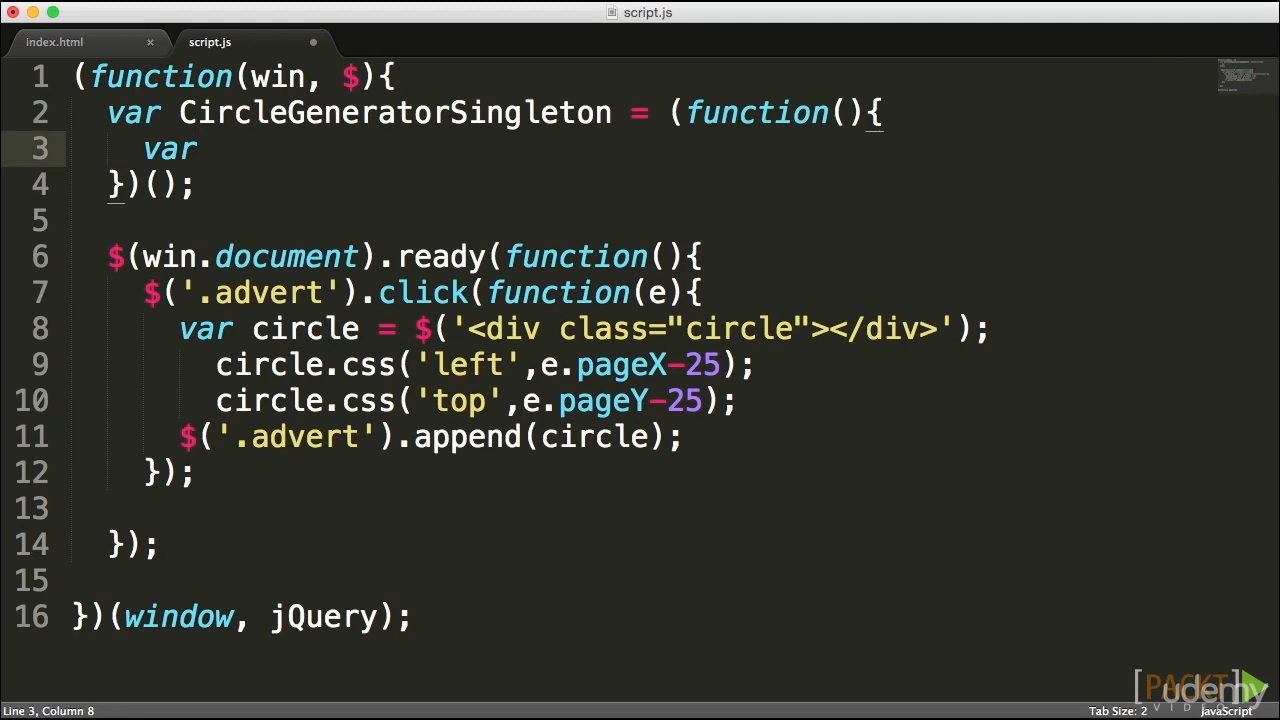 script.js
index.html × script.js
1 (function(win, $){
2 var CircleGeneratorSingleton = (function(){
3 var
4 })();
5
6 $(win.document).ready(function(){
7 $('.advert').click(function(e){
8 var circle = $('<div class="circle"></div>');
9 circle.css('left',e.pageX-25);
10 circle.css('top',e.pageY-25);
11 $('.advert').append(circle);
12 });
13
14 });
15
16 })(window, jQuery);
[PACKT]
VIDEO
udemy
Line 3, Column 8 Tab Size: 2 JavaScript